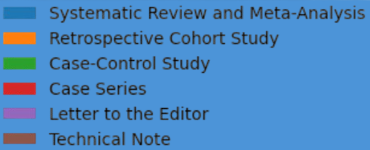 Systematic Review and Meta-Analysis
Retrospective Cohort Study
Case-Control Study
Case Series
Letter to the Editor
Technical Note